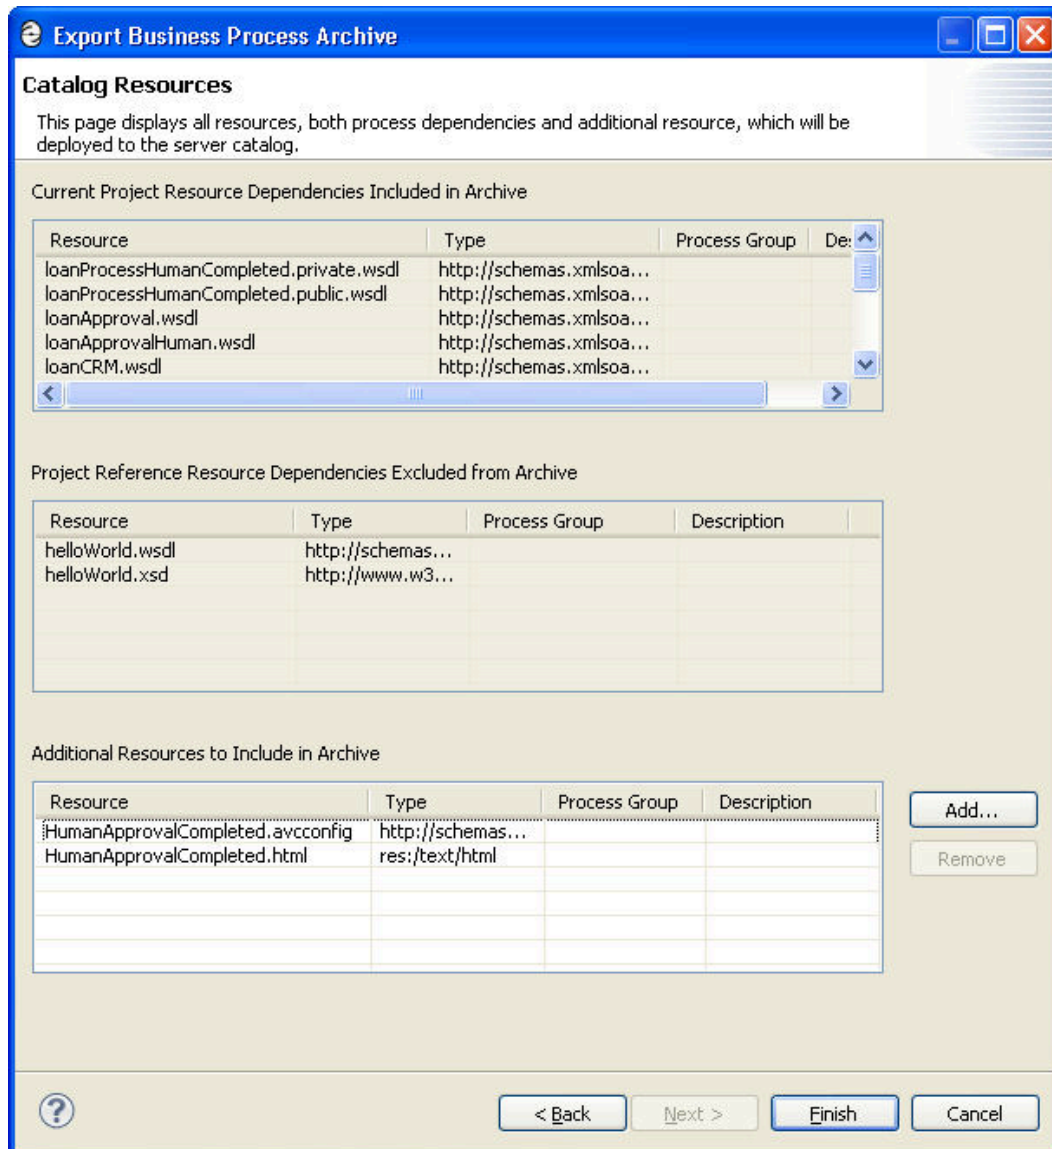 Export Business Process Archive
Catalog Resources
This page displays all resources, both process dependencies and additional resource, which will be
deployed to the server catalog.
Current Project Resource Dependencies Included in Archive
Resource Type Process Group De:
loanProcessHumanCompleted.private.wsdl http://schemas.xmlsoa...
loanProcessHumanCompleted.public.wsdl http://schemas.xmlsoa...
loanApproval.wsdl http://schemas.xmlsoa...
loanApprovalHuman.wsdl http://schemas.xmlsoa...
loanCRM.wsdl http://schemas.xmlsoa...
Project Reference Resource Dependencies Excluded from Archive
Resource Type Process Group Description
helloWorld.wsdl http://schemas...
helloWorld.xsd http://www.w3...
Additional Resources to Include in Archive
Resource Type Process Group Description
HumanApprovalCompleted.avcconfig http://schemas...
HumanApprovalCompleted.html res:/text/html
Add...
Remove
? < Back Next > Finish Cancel